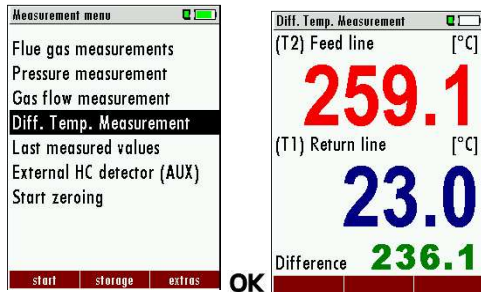 Measurement menu
Flue gas measurements
Pressure measurement
Gas flow measurement
Diff. Temp. Measurement
Last measured values
External HC detector (AUX)
Start zeroing
start storage extras
OK
Diff. Temp. Measurement
(T2) Feed line [°C]
259.1
(T1) Return line [°C]
23.0
Difference 236.1